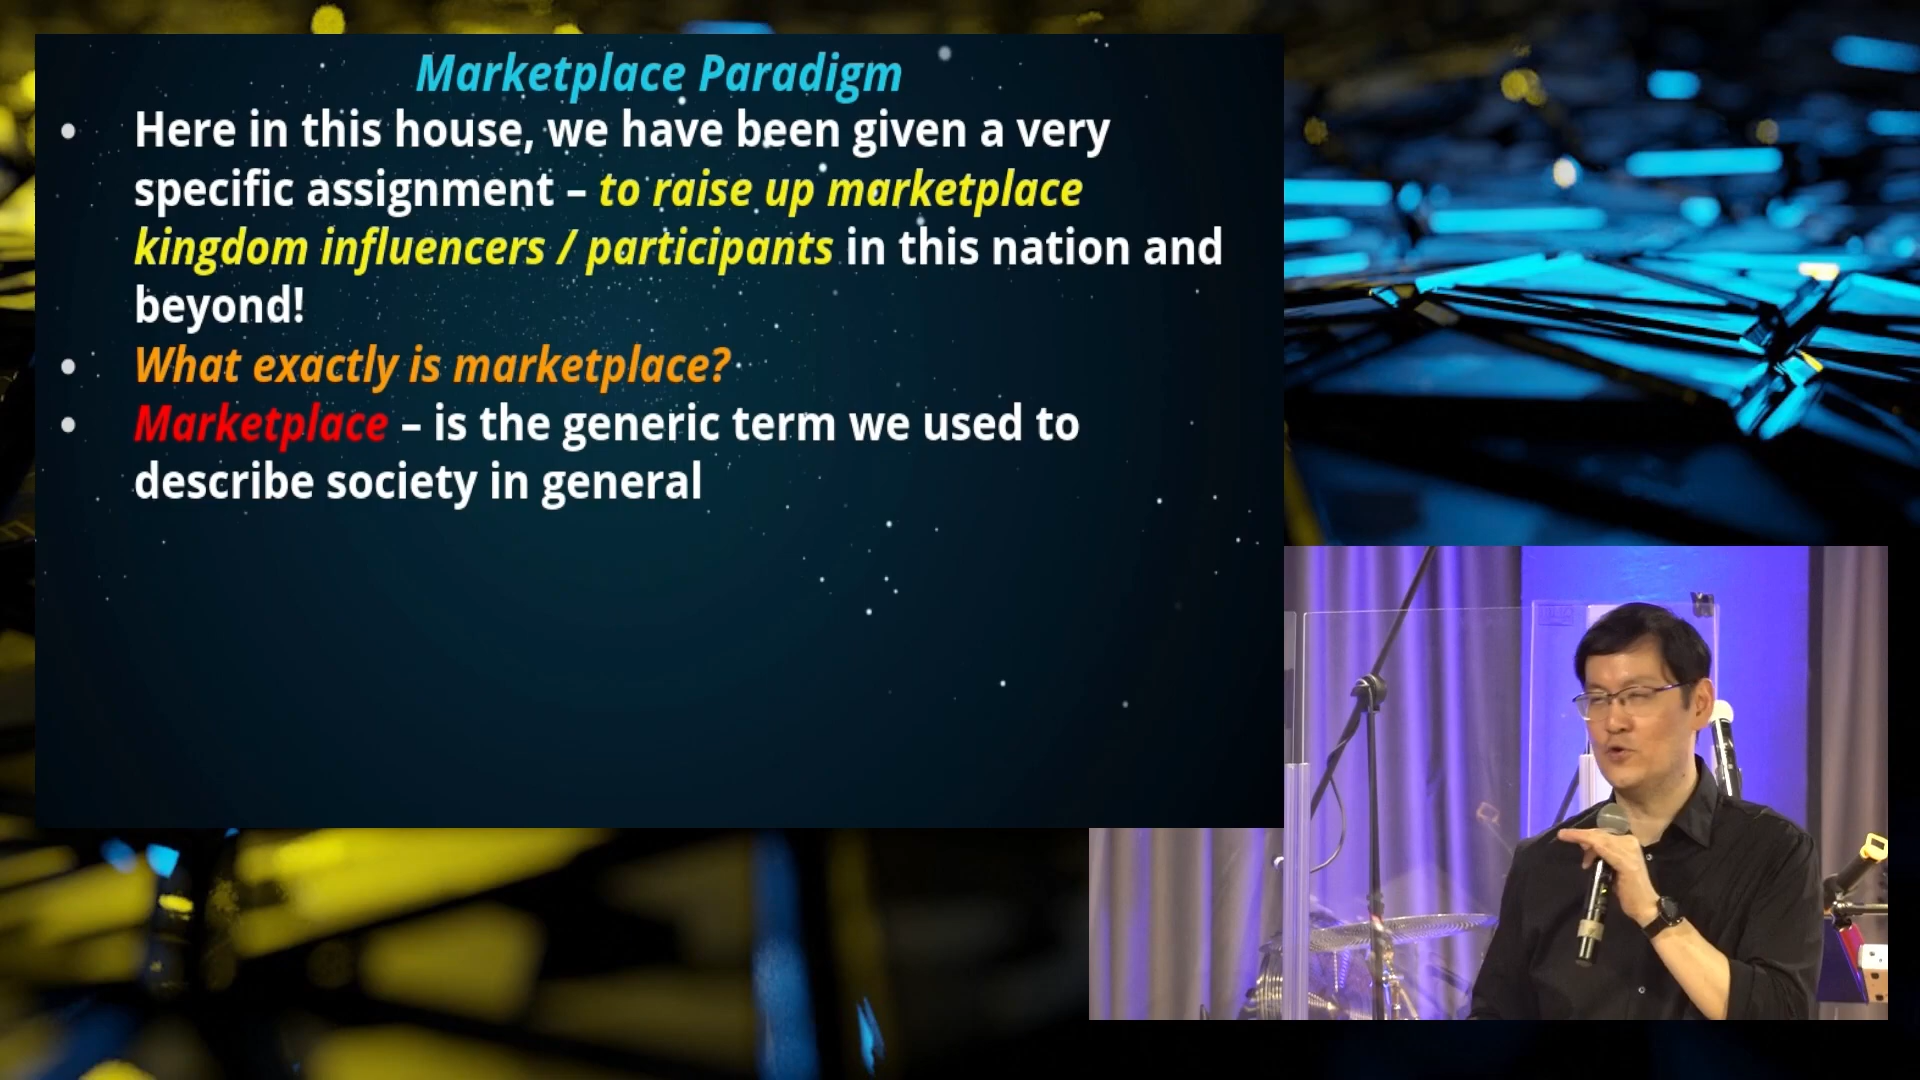 Marketplace Paradigm
• Here in this house, we have been given a very
specific assignment – to raise up marketplace
kingdom influencers / participants in this nation and
beyond!
• What exactly is marketplace?
• Marketplace – is the generic term we used to
describe society in general